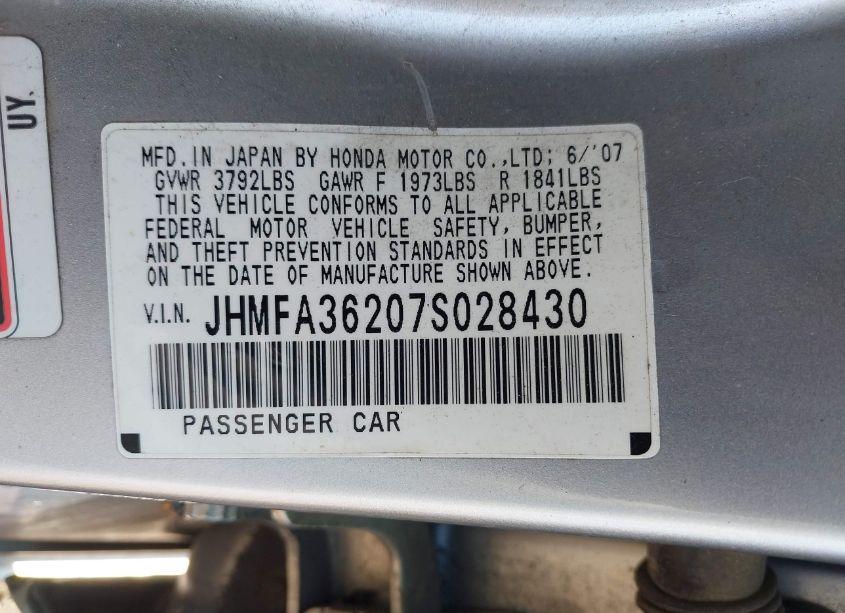 UY.
MFD. IN JAPAN BY HONDA MOTOR CO.,LTD; 6/'07
GVWR 3792LBS GAWR F 1973LBS R 1841LBS
THIS VEHICLE CONFORMS TO ALL APPLICABLE
FEDERAL MOTOR VEHICLE SAFETY, BUMPER,
AND THEFT PREVENTION STANDARDS IN EFFECT
ON THE DATE OF MANUFACTURE SHOWN ABOVE.
V.I.N. JHMFA36207S028430
PASSENGER CAR